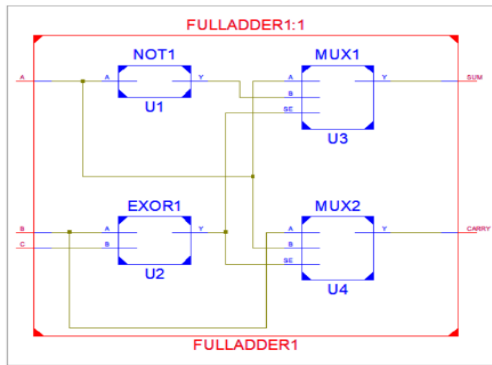 FULLADDER1:1
NOT1
MUX1
A
A
Y
A
Y
SUM
B
SE
U1
U3
EXOR1
MUX2
B
A
Y
A
Y
CARRY
C
B
B
SE
U2
U4
FULLADDER1